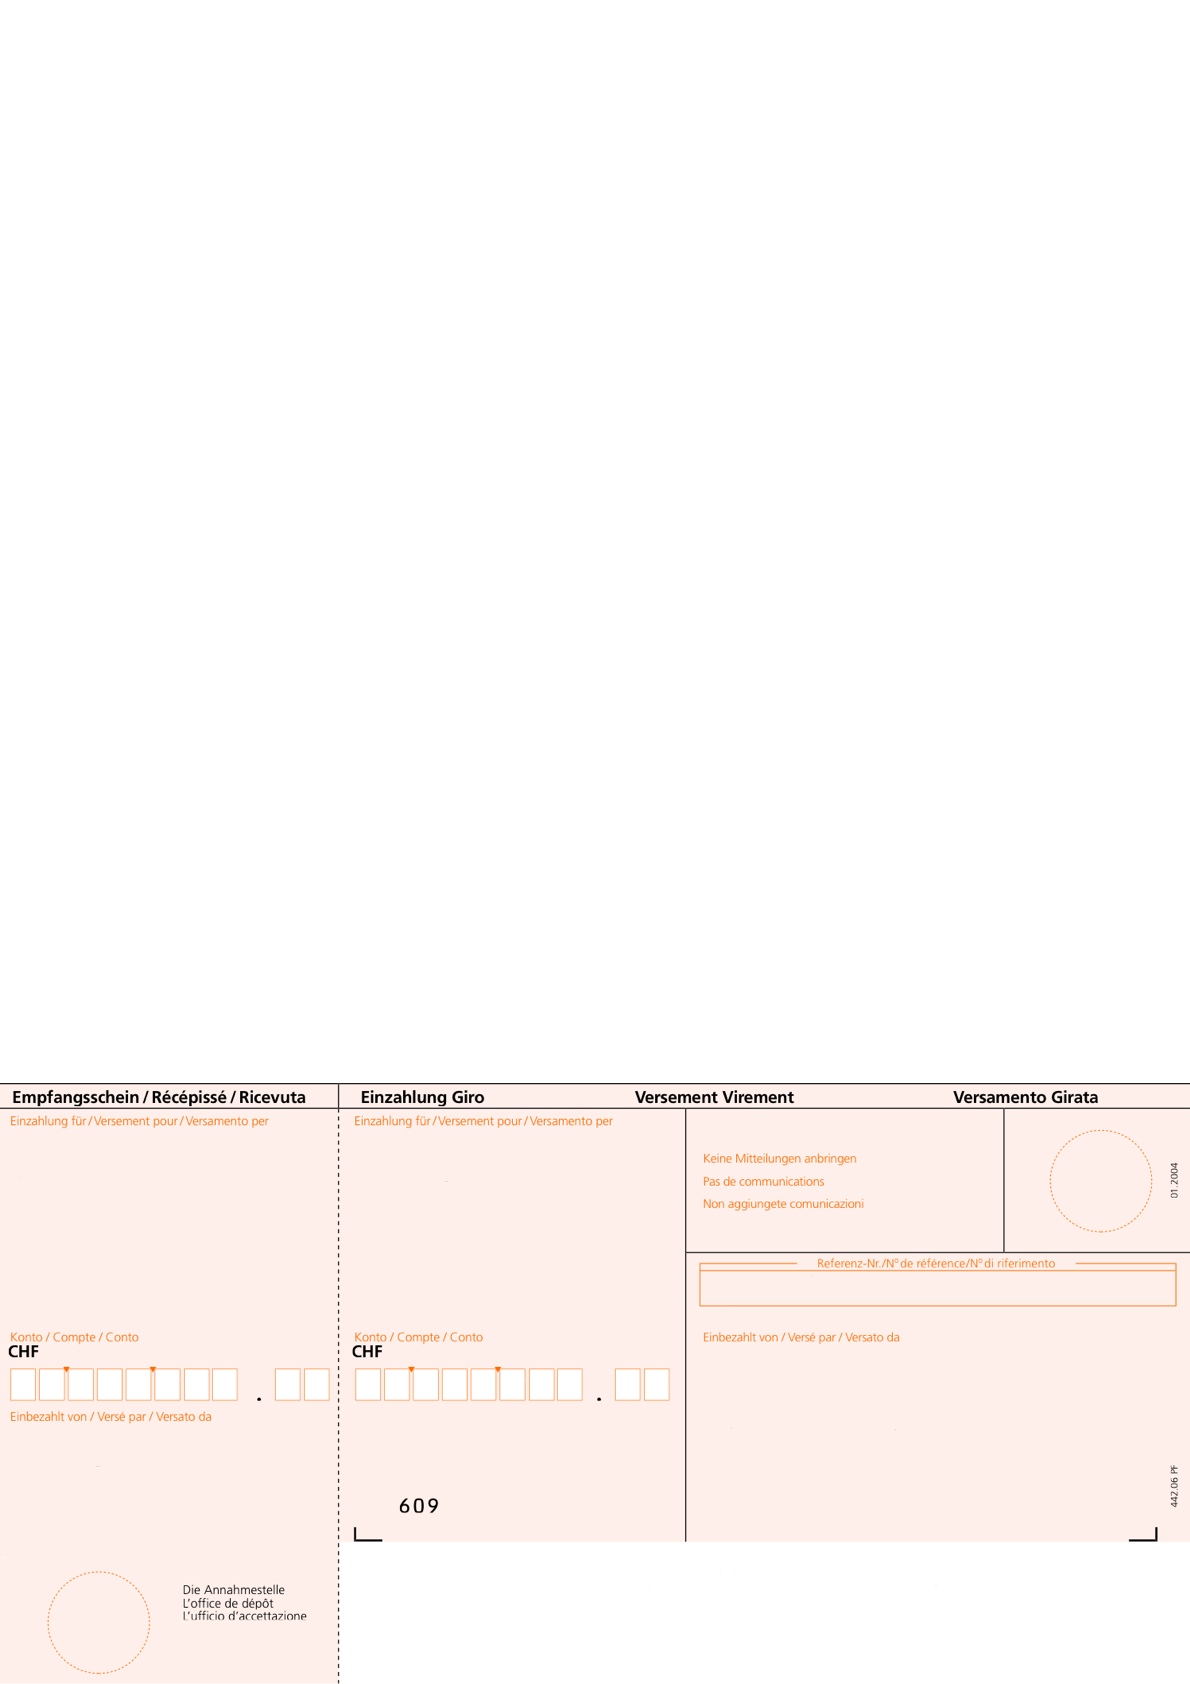 Empfangsschein / Récépissé / Ricevuta
Einzahlung für / Versement pour / Versamento per
Konto / Compte / Conto
CHF
.
Einbezahlt von / Versé par / Versato da
Die Annahmestelle
L'office de dépôt
L'ufficio d'accettazione
Einzahlung Giro
Versement Virement
Versamento Girata
Einzahlung für / Versement pour / Versamento per
Konto / Compte / Conto
CHF
.
609
Keine Mitteilungen anbringen
Pas de communications
Non aggiungete comunicazioni
01.2004
Referenz-Nr./Nº de référence/Nº di riferimento
Einbezahlt von / Versé par / Versato da
442.06 PF